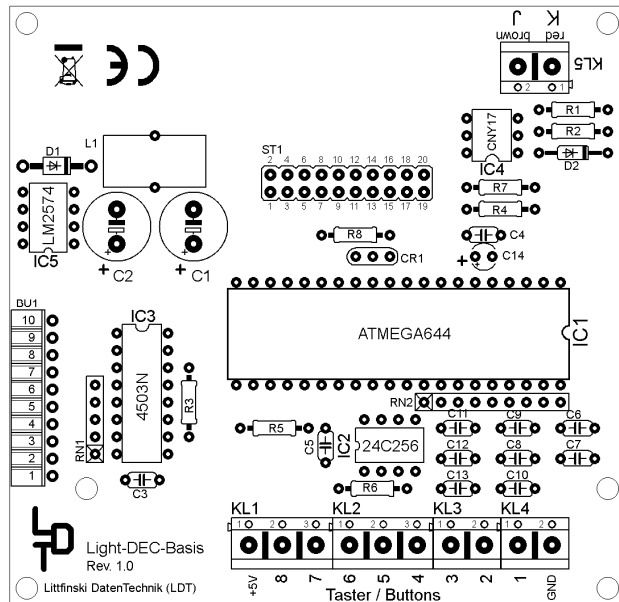 J K
brown red
KL5
2 1
CE
R1
R2
D2
CNY17
IC4
L1
D1
ST1
2 4 6 8 10 12 14 16 18 20
1 3 5 7 9 11 13 15 17 19
R7
R4
LM2574
IC5
+ C2
+ C1
R8
CR1
C4
+ C14
BU1
10
9
8
7
6
5
4
3
2
1
IC3
4503N
RN1
R3
C3
ATMEGA644
IC1
RN2
R5
C5
IC2
24C256
R6
C11 C9 C6
C12 C8 C7
C13 C10
KL1 KL2 KL3 KL4
1 2 3 1 2 3 1 2 1 2
+5V 8 7 6 5 4 3 2 1 GND
Taster / Buttons
LDT
Light-DEC-Basis
Rev. 1.0
Littfinski DatenTechnik (LDT)